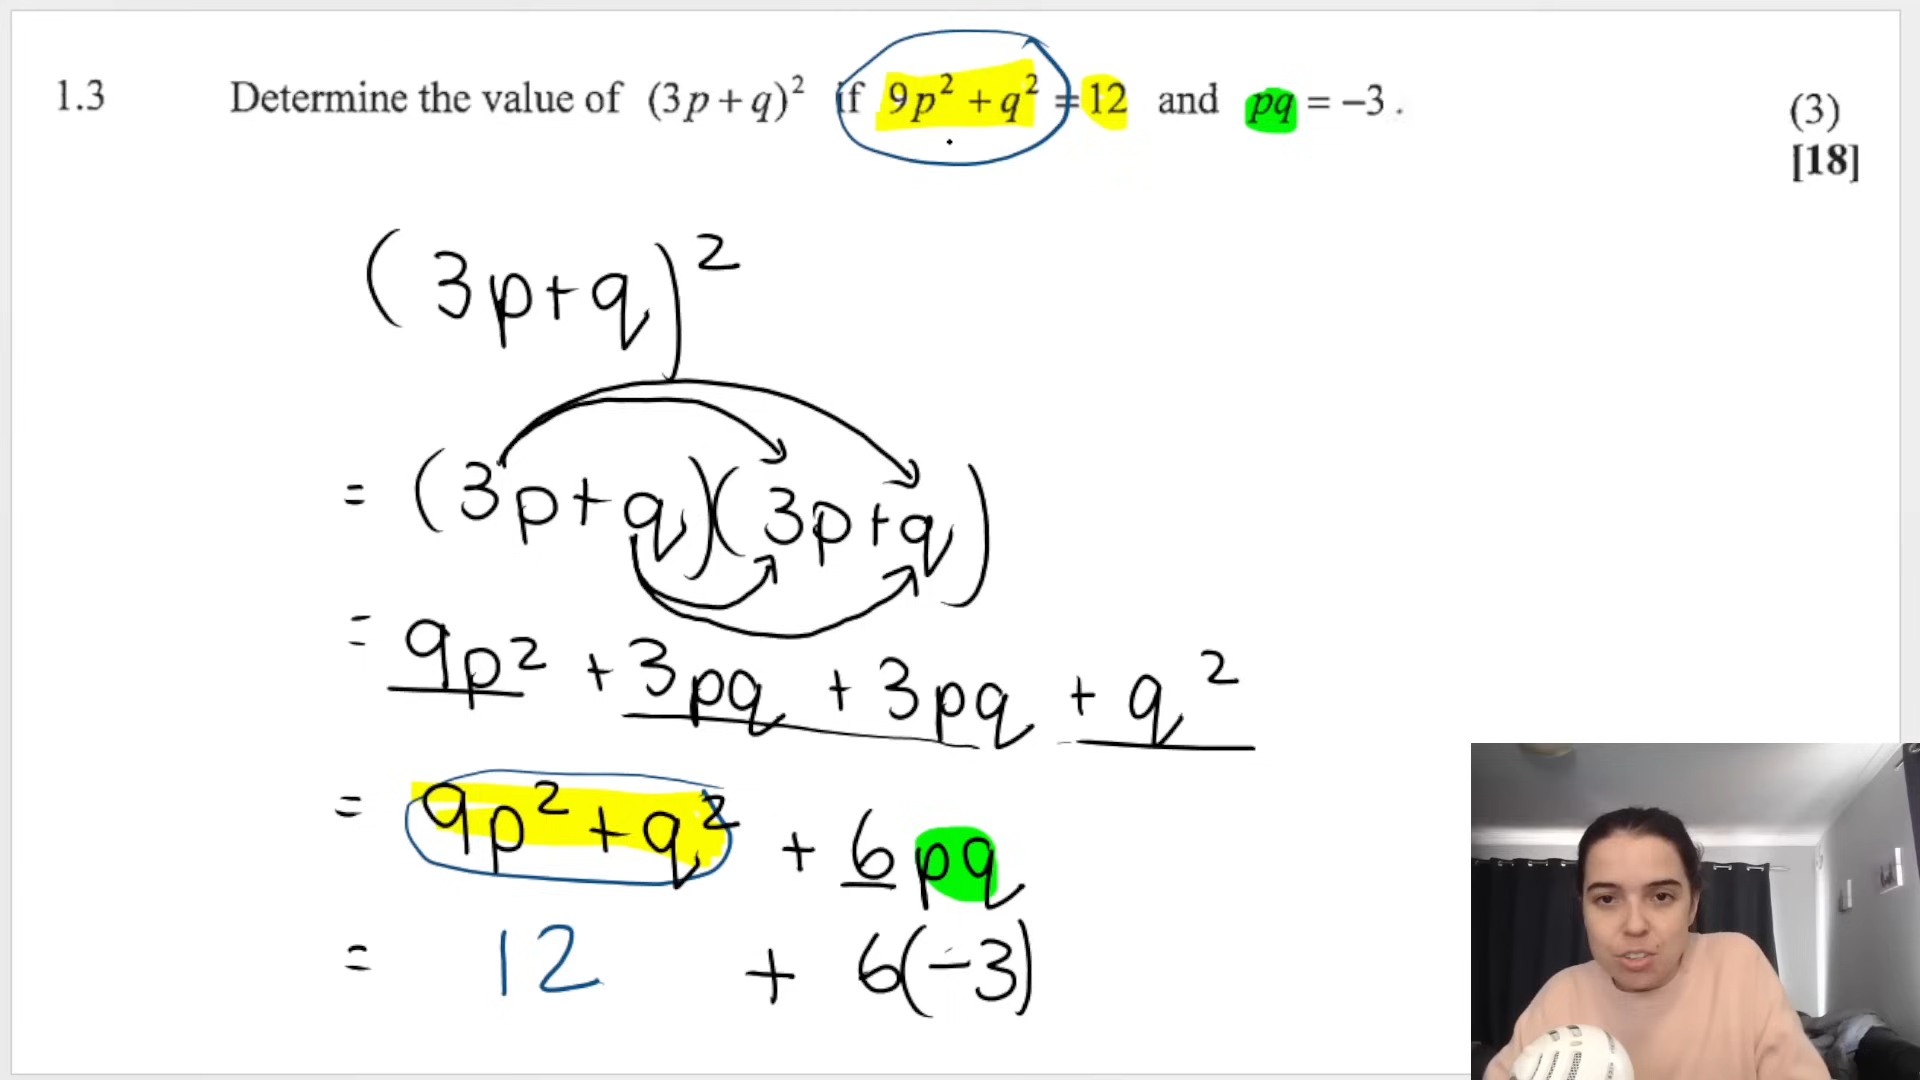 1.3 Determine the value of (3p+q)² if 9p² + q² = 12 and pq = –3 . (3)
[18]
(3p+q)²
= (3p+q)(3p+q)
= 9p² + 3pq + 3pq + q²
= 9p² + q² + 6pq
= 12 + 6(-3)